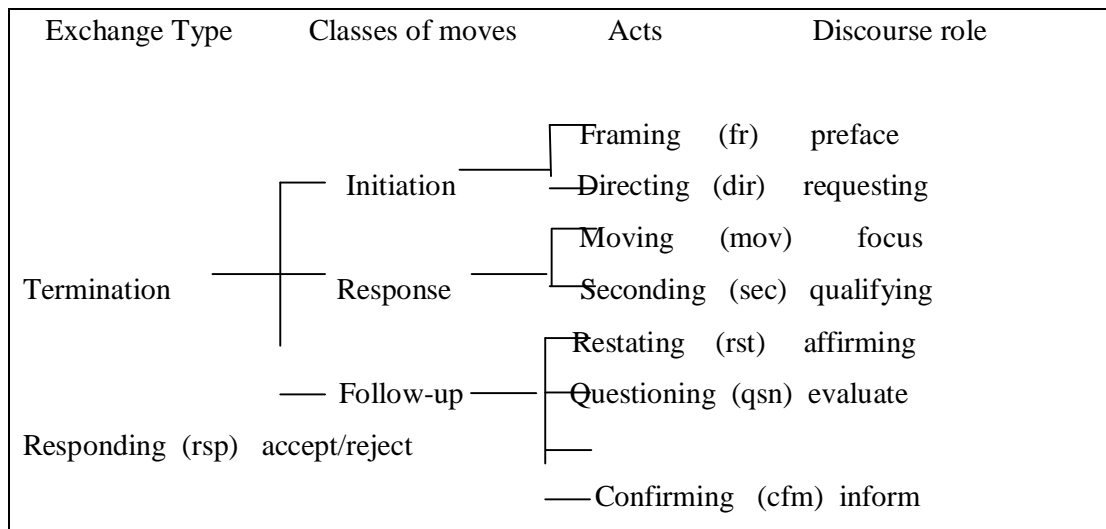 Exchange Type Classes of moves Acts Discourse role
Framing (fr) preface
Initiation Directing (dir) requesting
Moving (mov) focus
Termination Response Seconding (sec) qualifying
Restating (rst) affirming
Follow-up Questioning (qsn) evaluate
Responding (rsp) accept/reject
Confirming (cfm) inform